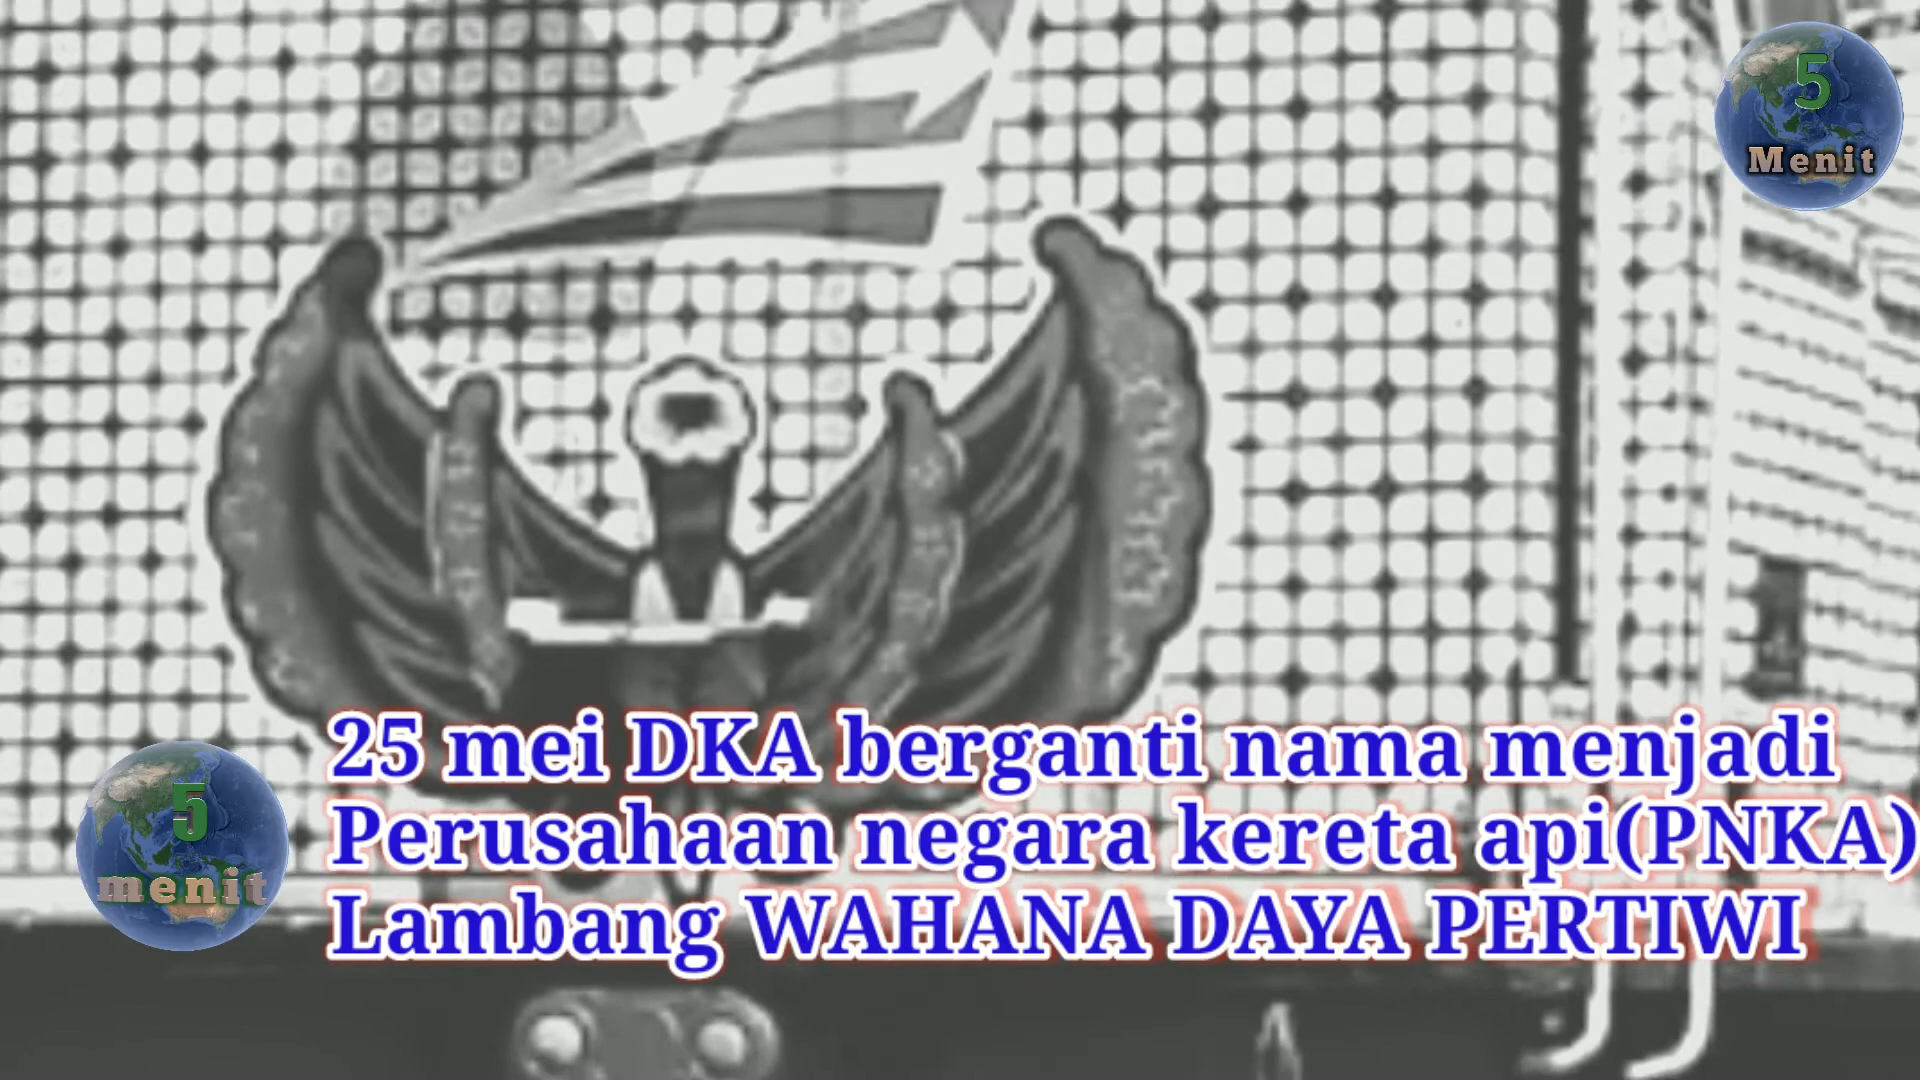 5
Menit
25 mei DKA berganti nama menjadi
Perusahaan negara kereta api(PNKA)
Lambang WAHANA DAYA PERTIWI
5
menit